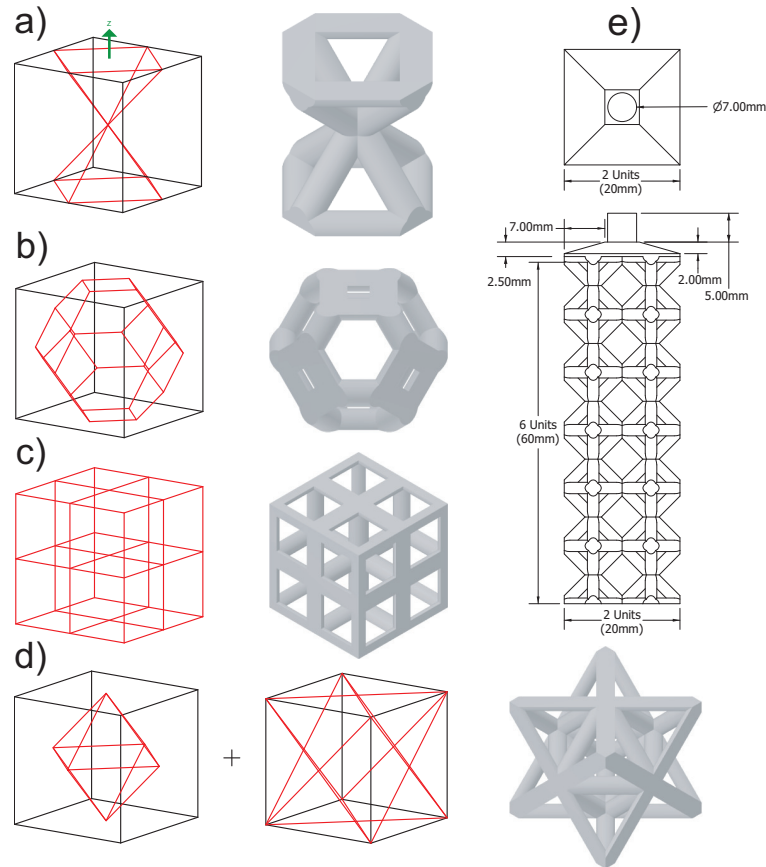 a)
z
e)
Ø7.00mm
2 Units
(20mm)
7.00mm
b)
2.50mm
2.00mm
5.00mm
6 Units
(60mm)
c)
2 Units
(20mm)
d)
+